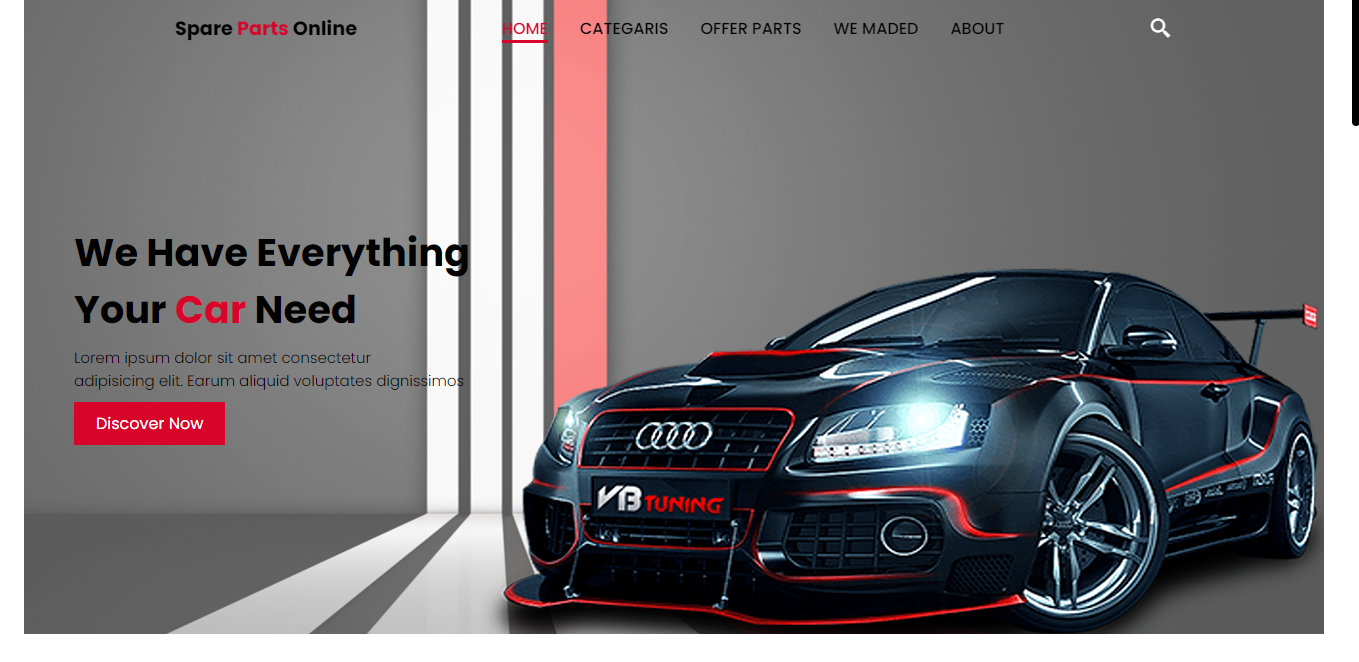 Spare Parts Online
HOME CATEGARIS OFFER PARTS WE MADED ABOUT
We Have Everything
Your Car Need
Lorem ipsum dolor sit amet consectetur
adipisicing elit. Earum aliquid voluptates dignissimos
Discover Now
VB TUNING